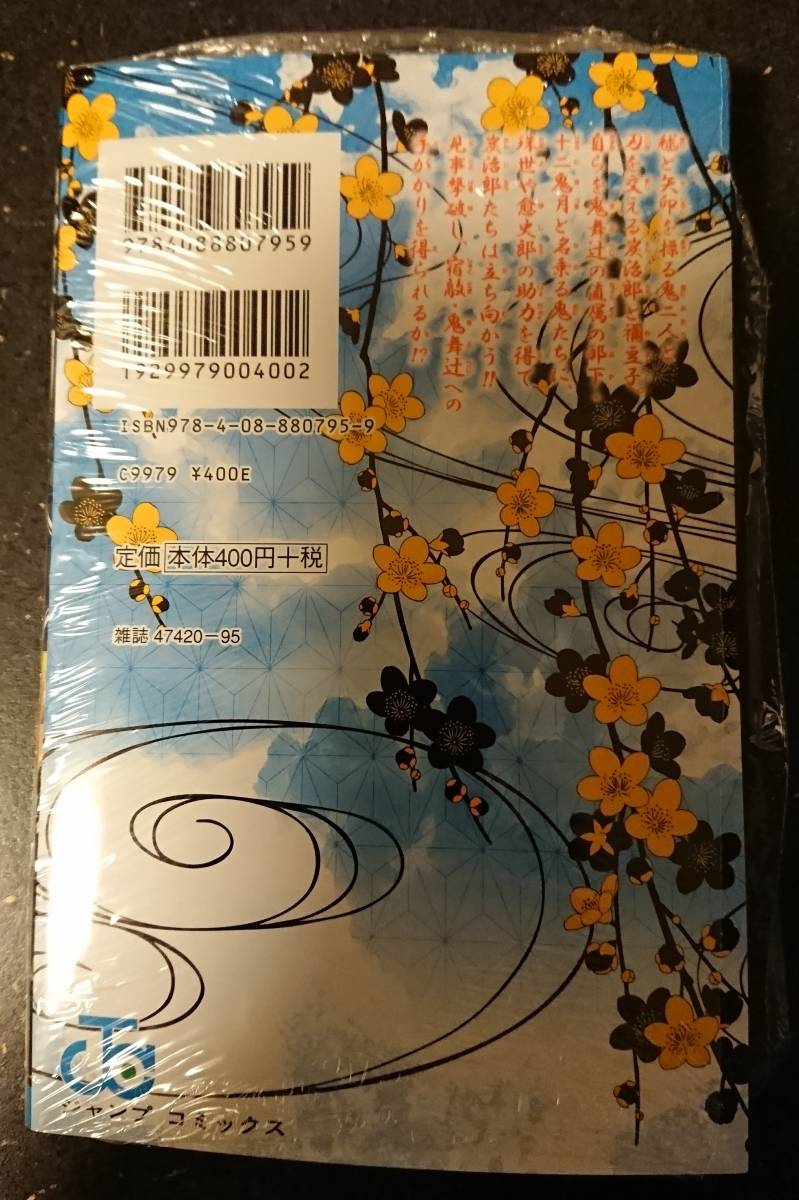 毬と矢印を操る鬼二人と
刃を交える炭治郎と禰豆子
自らを鬼舞辻の直属の部下
十二鬼月と名乗る鬼たちに、
珠世や愈史郎の助力を得て
炭治郎たちは立ち向かう!!
見事撃破し、宿敵・鬼舞辻への
手がかりを得られるか!?
9784088807959
1929979004002
ISBN978-4-08-880795-9
C9979 ¥400E
定価 本体400円+税
雑誌 47420-95
ジャンプ コミックス